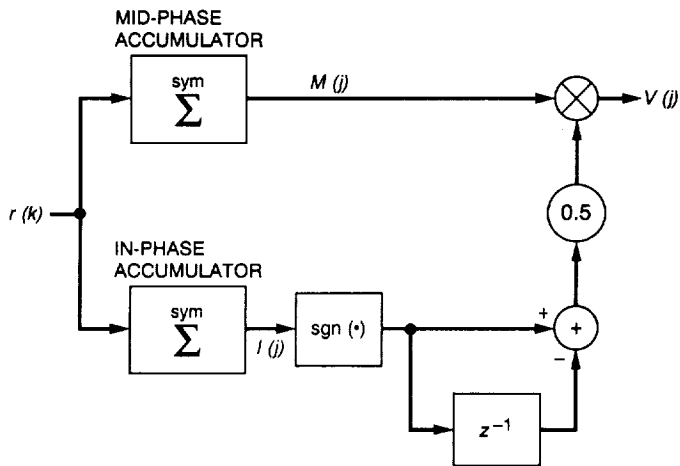 MID-PHASE
ACCUMULATOR
sym
Σ
M (j)
V (j)
0.5
r (k)
IN-PHASE
ACCUMULATOR
sym
Σ
I (j)
sgn (•)
+
+
−
z⁻¹